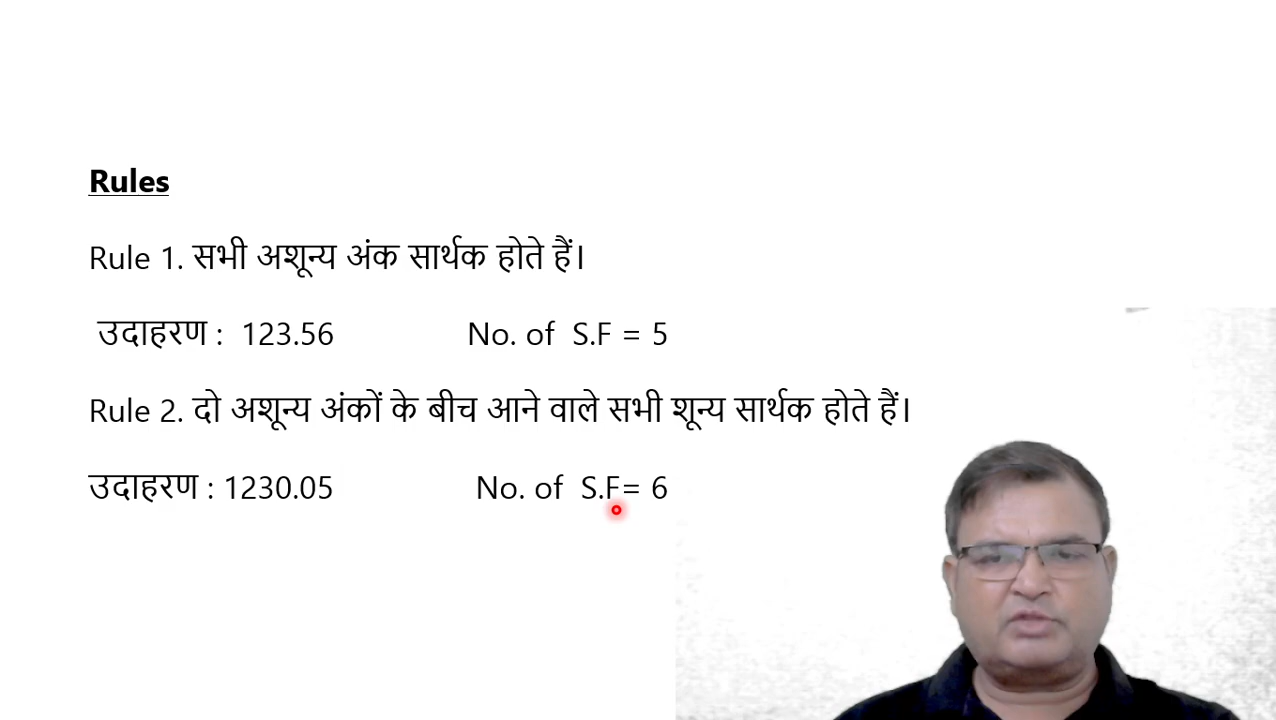 Rules
Rule 1. सभी अशून्य अंक सार्थक होते हैं।
उदाहरण : 123.56 No. of S.F = 5
Rule 2. दो अशून्य अंकों के बीच आने वाले सभी शून्य सार्थक होते हैं।
उदाहरण : 1230.05 No. of S.F= 6